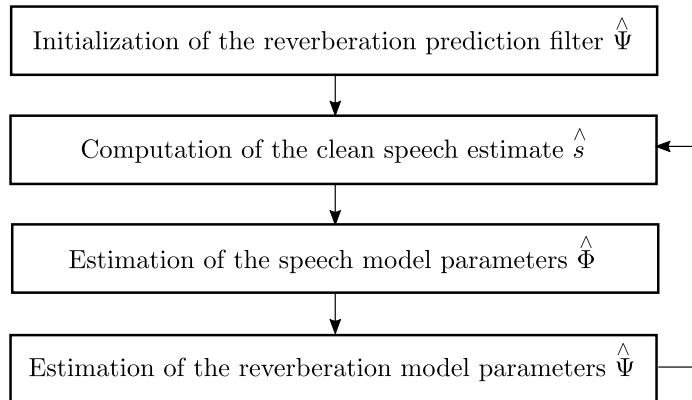 Initialization of the reverberation prediction filter Ψ̂
Computation of the clean speech estimate ŝ
Estimation of the speech model parameters Φ̂
Estimation of the reverberation model parameters Ψ̂